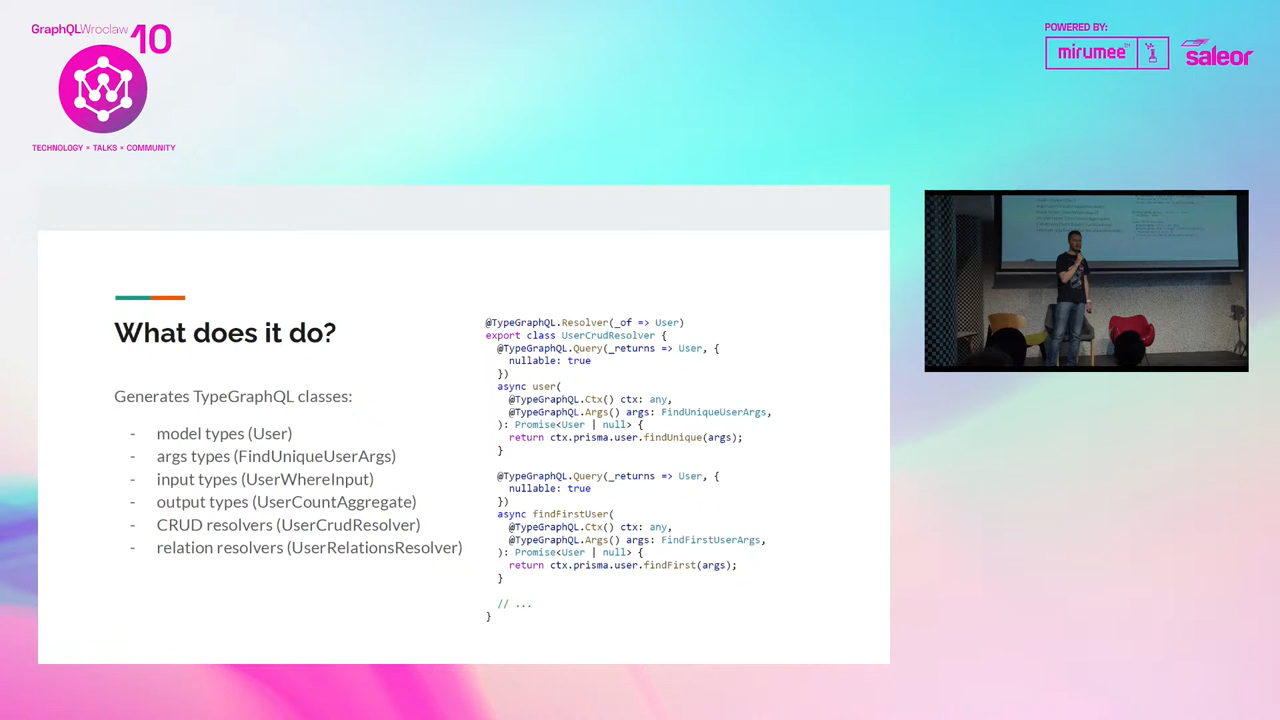 GraphQLWroclaw 10
TECHNOLOGY × TALKS × COMMUNITY
POWERED BY:
mirumee
saleor
What does it do?
Generates TypeGraphQL classes:
- model types (User)
- args types (FindUniqueUserArgs)
- input types (UserWhereInput)
- output types (UserCountAggregate)
- CRUD resolvers (UserCrudResolver)
- relation resolvers (UserRelationsResolver)
@TypeGraphQL.Resolver(_of => User)
export class UserCrudResolver {
@TypeGraphQL.Query(_returns => User, {
nullable: true
})
async user(
@TypeGraphQL.Ctx() ctx: any,
@TypeGraphQL.Args() args: FindUniqueUserArgs,
): Promise<User | null> {
return ctx.prisma.user.findUnique(args);
}
@TypeGraphQL.Query(_returns => User, {
nullable: true
})
async findFirstUser(
@TypeGraphQL.Ctx() ctx: any,
@TypeGraphQL.Args() args: FindFirstUserArgs,
): Promise<User | null> {
return ctx.prisma.user.findFirst(args);
}
// ...
}